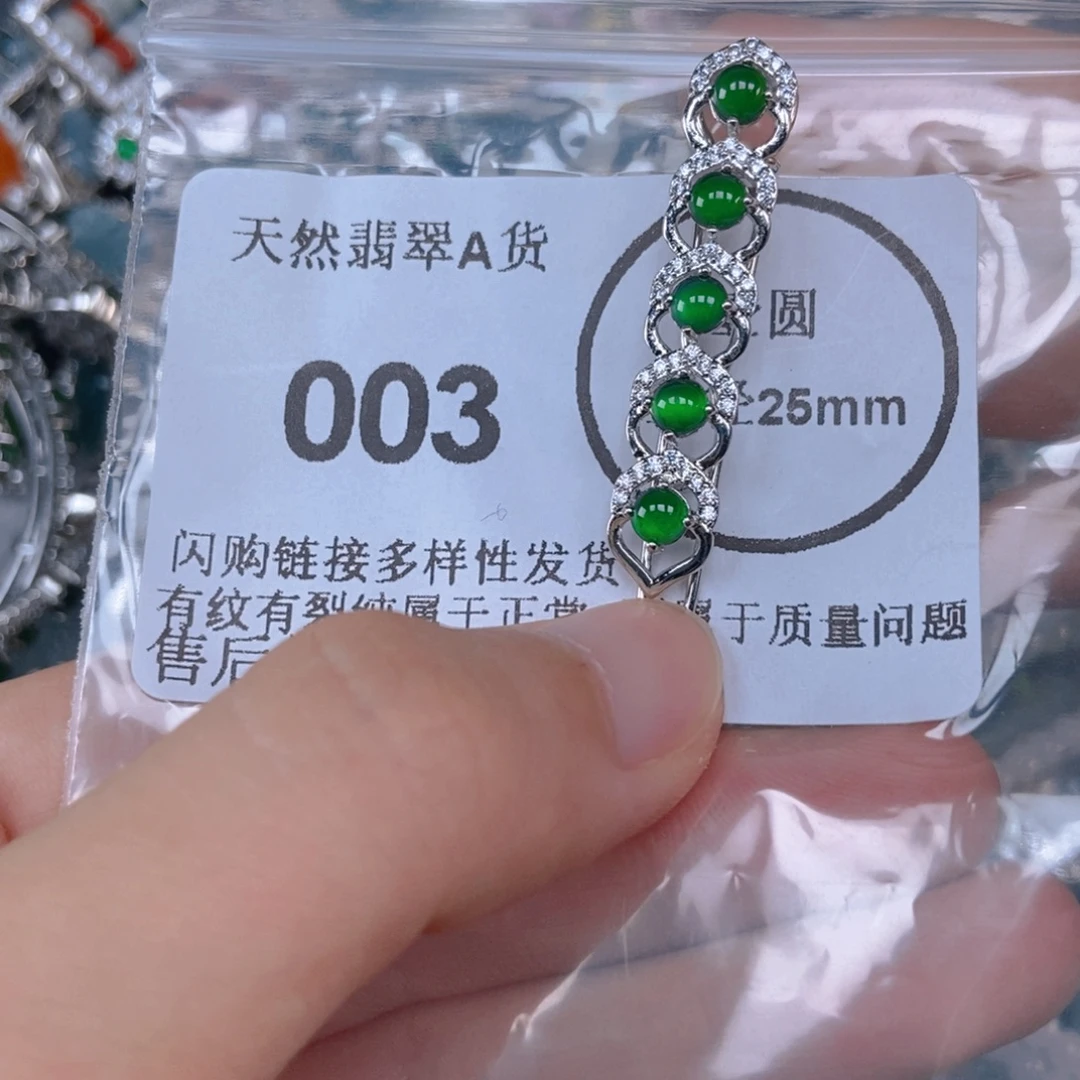 天然翡翠A货
003
圆
25mm
闪购链接多样性发货
有纹有裂纯属于正常 属于质量问题
售后